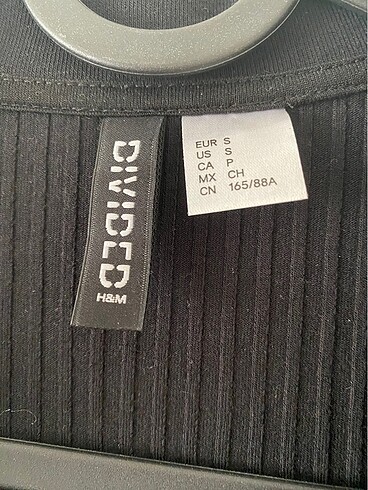 DIVIDED
H&M
EUR S
US S
CA P
MX CH
CN 165/88A